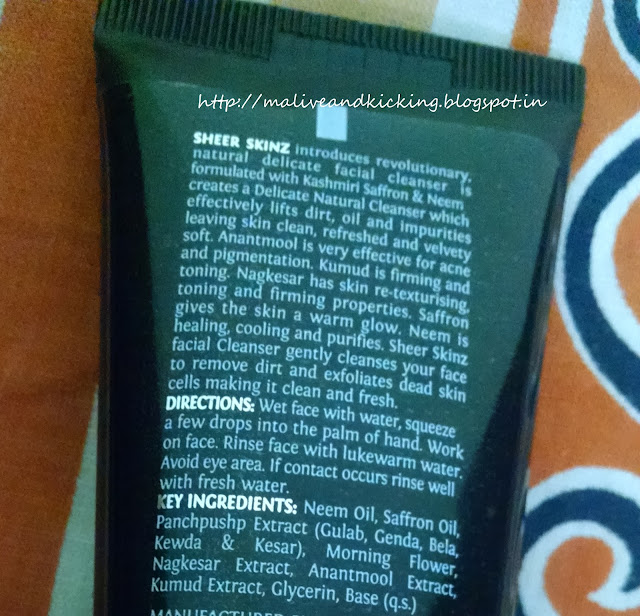 http://maliveandkicking.blogspot.in
SHEER SKINZ introduces revolutionary,
natural delicate facial cleanser is
formulated with Kashmiri Saffron & Neem
creates a Delicate Natural Cleanser which
effectively lifts dirt, oil and impurities
leaving skin clean, refreshed and velvety
soft. Anantmool is very effective for acne
and pigmentation. Kumud is firming and
toning. Nagkesar has skin re-texturising,
toning and firming properties. Saffron
gives the skin a warm glow. Neem is
healing, cooling and purifies. Sheer Skinz
facial Cleanser gently cleanses your face
to remove dirt and exfoliates dead skin
cells making it clean and fresh.
DIRECTIONS: Wet face with water, squeeze
a few drops into the palm of hand. Work
on face. Rinse face with lukewarm water.
Avoid eye area. If contact occurs rinse well
with fresh water.
KEY INGREDIENTS: Neem Oil, Saffron Oil,
Panchpushp Extract (Gulab, Genda, Bela,
Kewda & Kesar), Morning Flower,
Nagkesar Extract, Anantmool Extract,
Kumud Extract, Glycerin, Base (q.s.)
MANUFACTURED